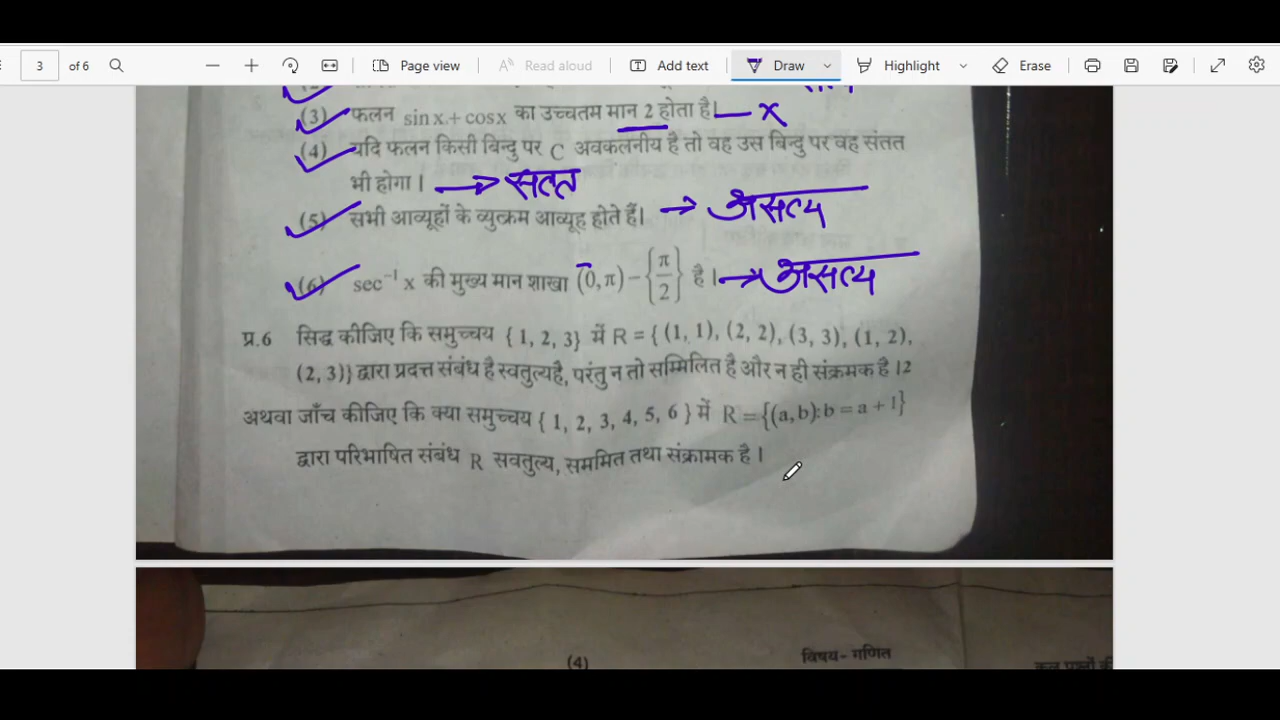 3 of 6 Page view Read aloud Add text Draw Highlight Erase
(3) फलन sin x + cos x का उच्चतम मान 2 होता है। x
(4) यदि फलन किसी बिन्दु पर C अवकलनीय है तो वह उस बिन्दु पर वह संतत
भी होगा। → सतत
(5) सभी आव्यूहों के व्युत्क्रम आव्यूह होते हैं। → असत्य
(6) sec⁻¹ x की मुख्य मान शाखा (0, π) – {π/2} है। → असत्य
प्र.6 सिद्ध कीजिए कि समुच्चय { 1, 2, 3} में R = { (1, 1), (2, 2), (3, 3), (1, 2),
(2, 3)} द्वारा प्रदत्त संबंध है स्वतुल्यहै, परंतु न तो सम्मिलित है और न ही संक्रमक है ।2
अथवा जाँच कीजिए कि क्या समुच्चय { 1, 2, 3, 4, 5, 6 } में R = {(a, b): b = a + 1}
द्वारा परिभाषित संबंध R सवतुल्य, सममित तथा संक्रामक है ।
(4) विषय- गणित